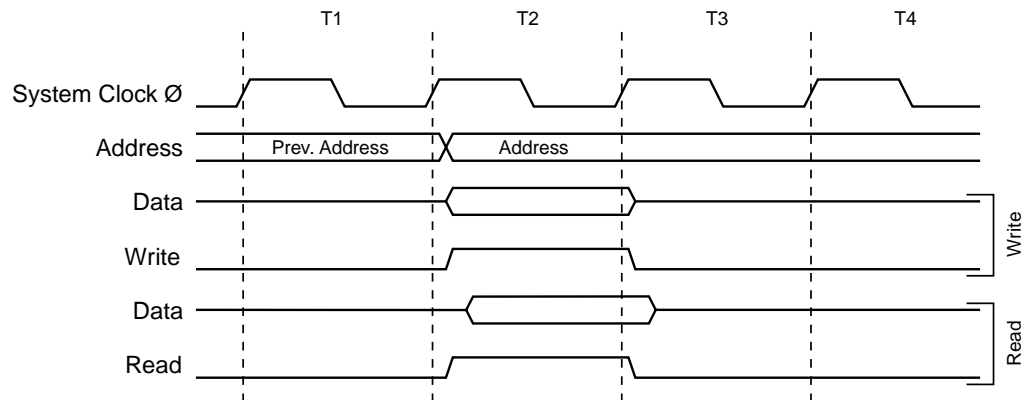 T1 T2 T3 T4
System Clock Ø
Address Prev. Address Address
Data
Write
Write
Data
Read
Read